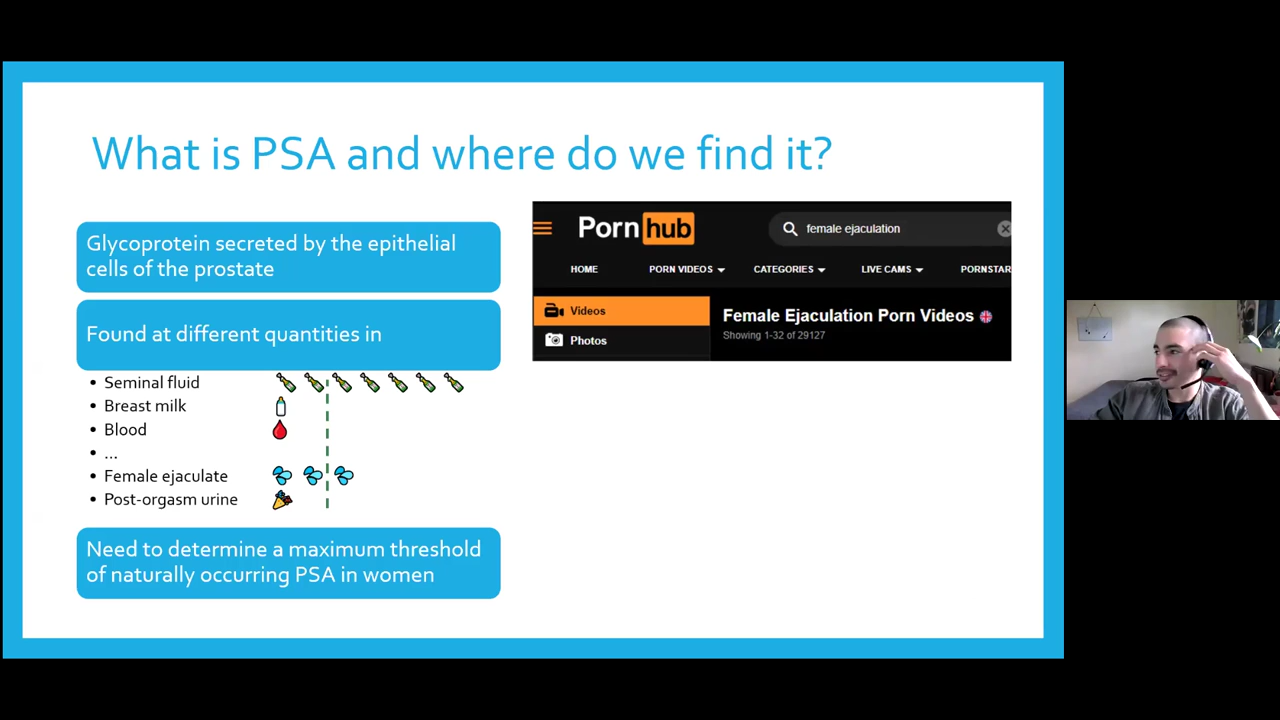 What is PSA and where do we find it?
Glycoprotein secreted by the epithelial
cells of the prostate
Found at different quantities in
• Seminal fluid
• Breast milk
• Blood
• ...
• Female ejaculate
• Post-orgasm urine
Need to determine a maximum threshold
of naturally occurring PSA in women
Pornhub
female ejaculation
HOME PORN VIDEOS CATEGORIES LIVE CAMS PORNSTAR
Videos
Photos
Female Ejaculation Porn Videos
Showing 1-32 of 29127